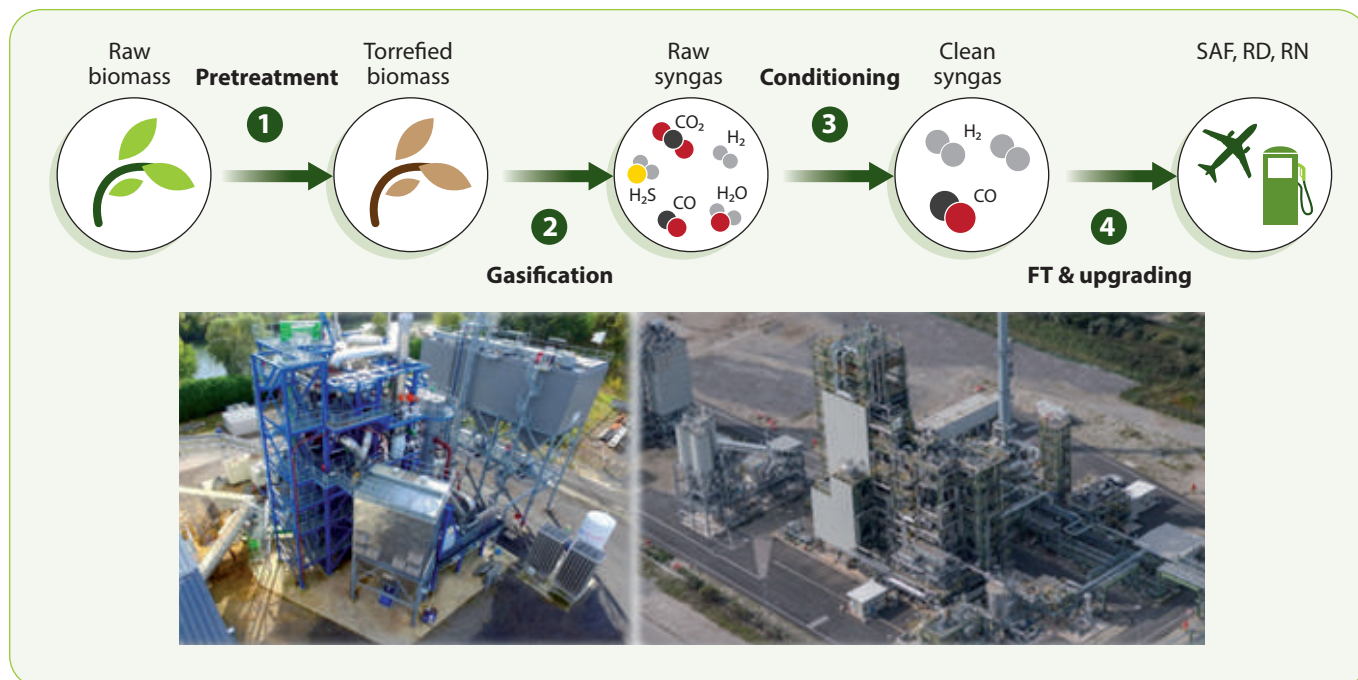 Raw
biomass
Pretreatment
1
Torrefied
biomass
2
Gasification
Raw
syngas
CO₂
H₂
H₂S
CO
H₂O
Conditioning
3
Clean
syngas
H₂
CO
4
FT & upgrading
SAF, RD, RN